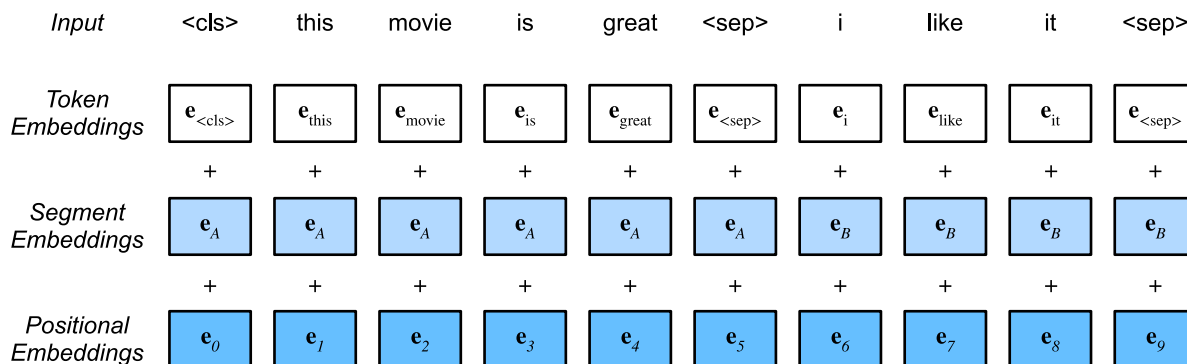 Input <cls> this movie is great <sep> i like it <sep>
Token Embeddings e<cls> ethis emovie eis egreat e<sep> ei elike eit e<sep>
+ + + + + + + + + +
Segment Embeddings eA eA eA eA eA eA eB eB eB eB
+ + + + + + + + + +
Positional Embeddings e0 e1 e2 e3 e4 e5 e6 e7 e8 e9